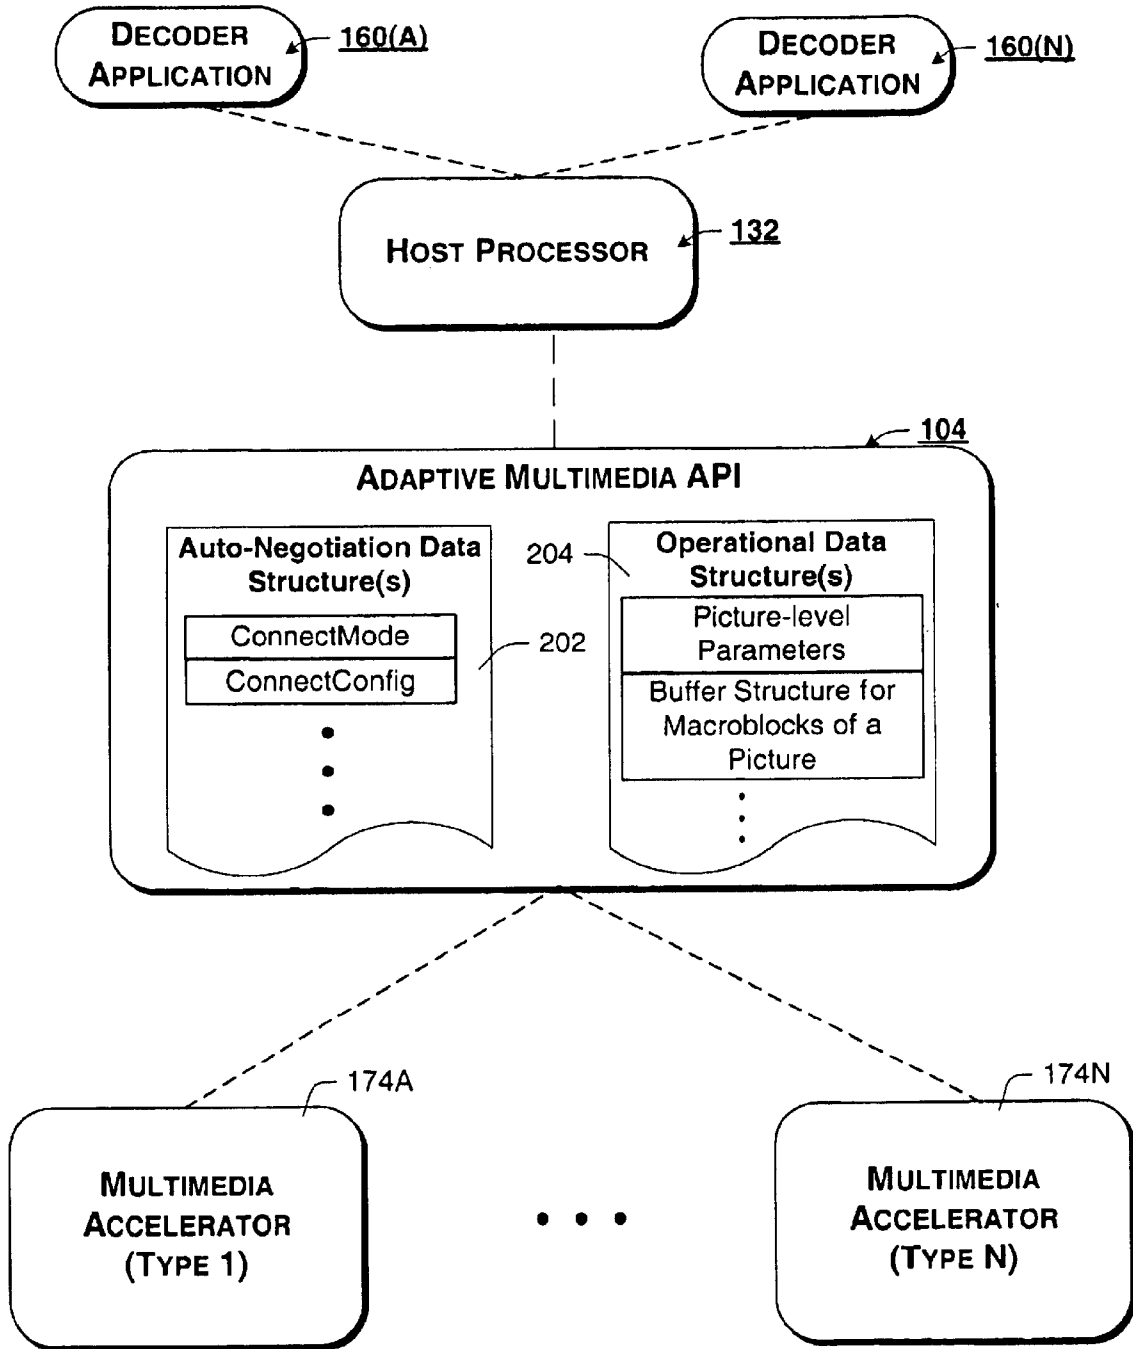 DECODER
APPLICATION
160(A)
DECODER
APPLICATION
160(N)
HOST PROCESSOR
132
104
ADAPTIVE MULTIMEDIA API
Auto-Negotiation Data
Structure(s)
ConnectMode
ConnectConfig
202
204
Operational Data
Structure(s)
Picture-level
Parameters
Buffer Structure for
Macroblocks of a
Picture
174A
MULTIMEDIA
ACCELERATOR
(TYPE 1)
174N
MULTIMEDIA
ACCELERATOR
(TYPE N)